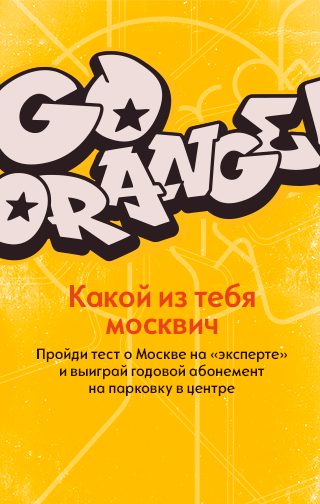 GO
ORANGE!
Какой из тебя
москвич
Пройди тест о Москве на «эксперте»
и выиграй годовой абонемент
на парковку в центре